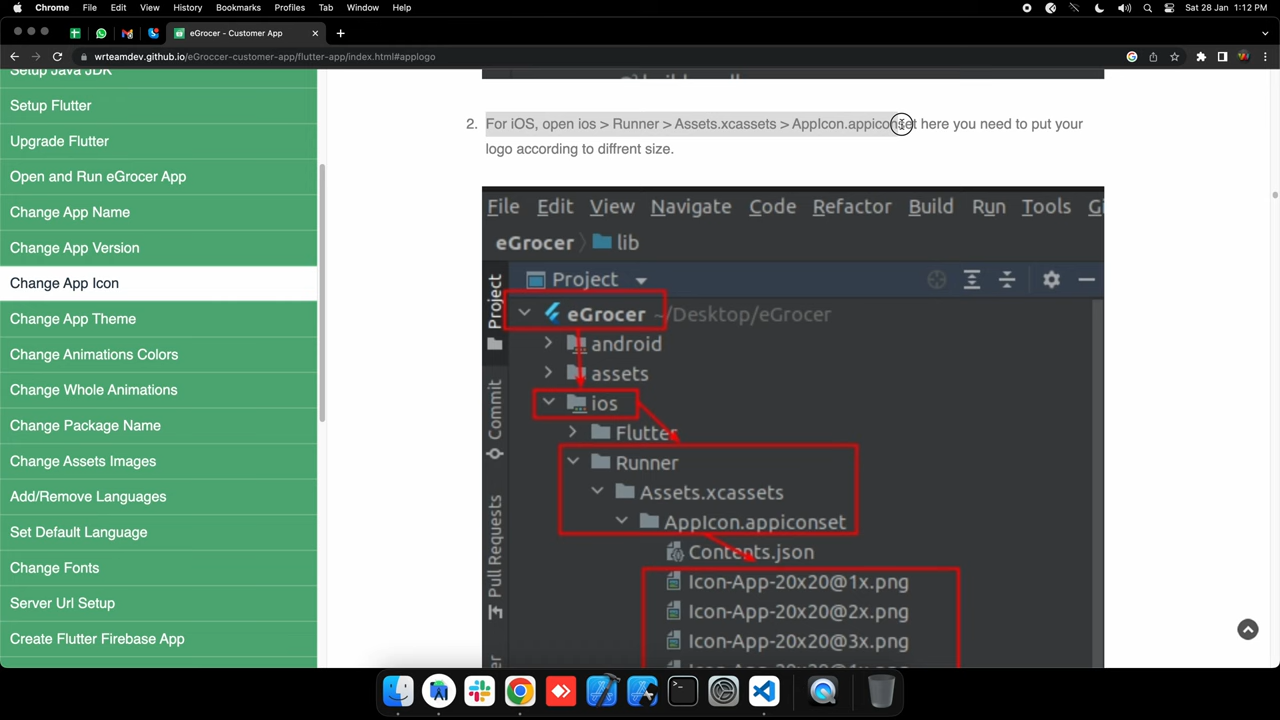 Chrome File Edit View History Bookmarks Profiles Tab Window Help Sat 28 Jan 1:12 PM
eGrocer - Customer App
wrteamdev.github.io/eGroccer-customer-app/flutter-app/index.html#applogo
Setup Java JDK
Setup Flutter
Upgrade Flutter
Open and Run eGrocer App
Change App Name
Change App Version
Change App Icon
Change App Theme
Change Animations Colors
Change Whole Animations
Change Package Name
Change Assets Images
Add/Remove Languages
Set Default Language
Change Fonts
Server Url Setup
Create Flutter Firebase App
2. For iOS, open ios > Runner > Assets.xcassets > AppIcon.appiconset here you need to put your
logo according to diffrent size.
File Edit View Navigate Code Refactor Build Run Tools
eGrocer lib
Project
Project
Commit
Pull Requests
eGrocer ~/Desktop/eGrocer
android
assets
ios
Flutter
Runner
Assets.xcassets
AppIcon.appiconset
Contents.json
Icon-App-20x20@1x.png
Icon-App-20x20@2x.png
Icon-App-20x20@3x.png